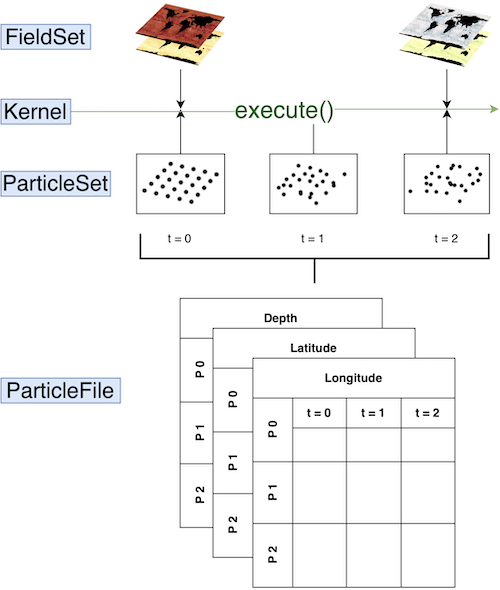 FieldSet
Kernel
execute()
ParticleSet
t = 0
t = 1
t = 2
ParticleFile
Depth
P 0
P 1
P 2
Latitude
P 0
P 1
P 2
Longitude
t = 0
t = 1
t = 2
P 0
P 1
P 2